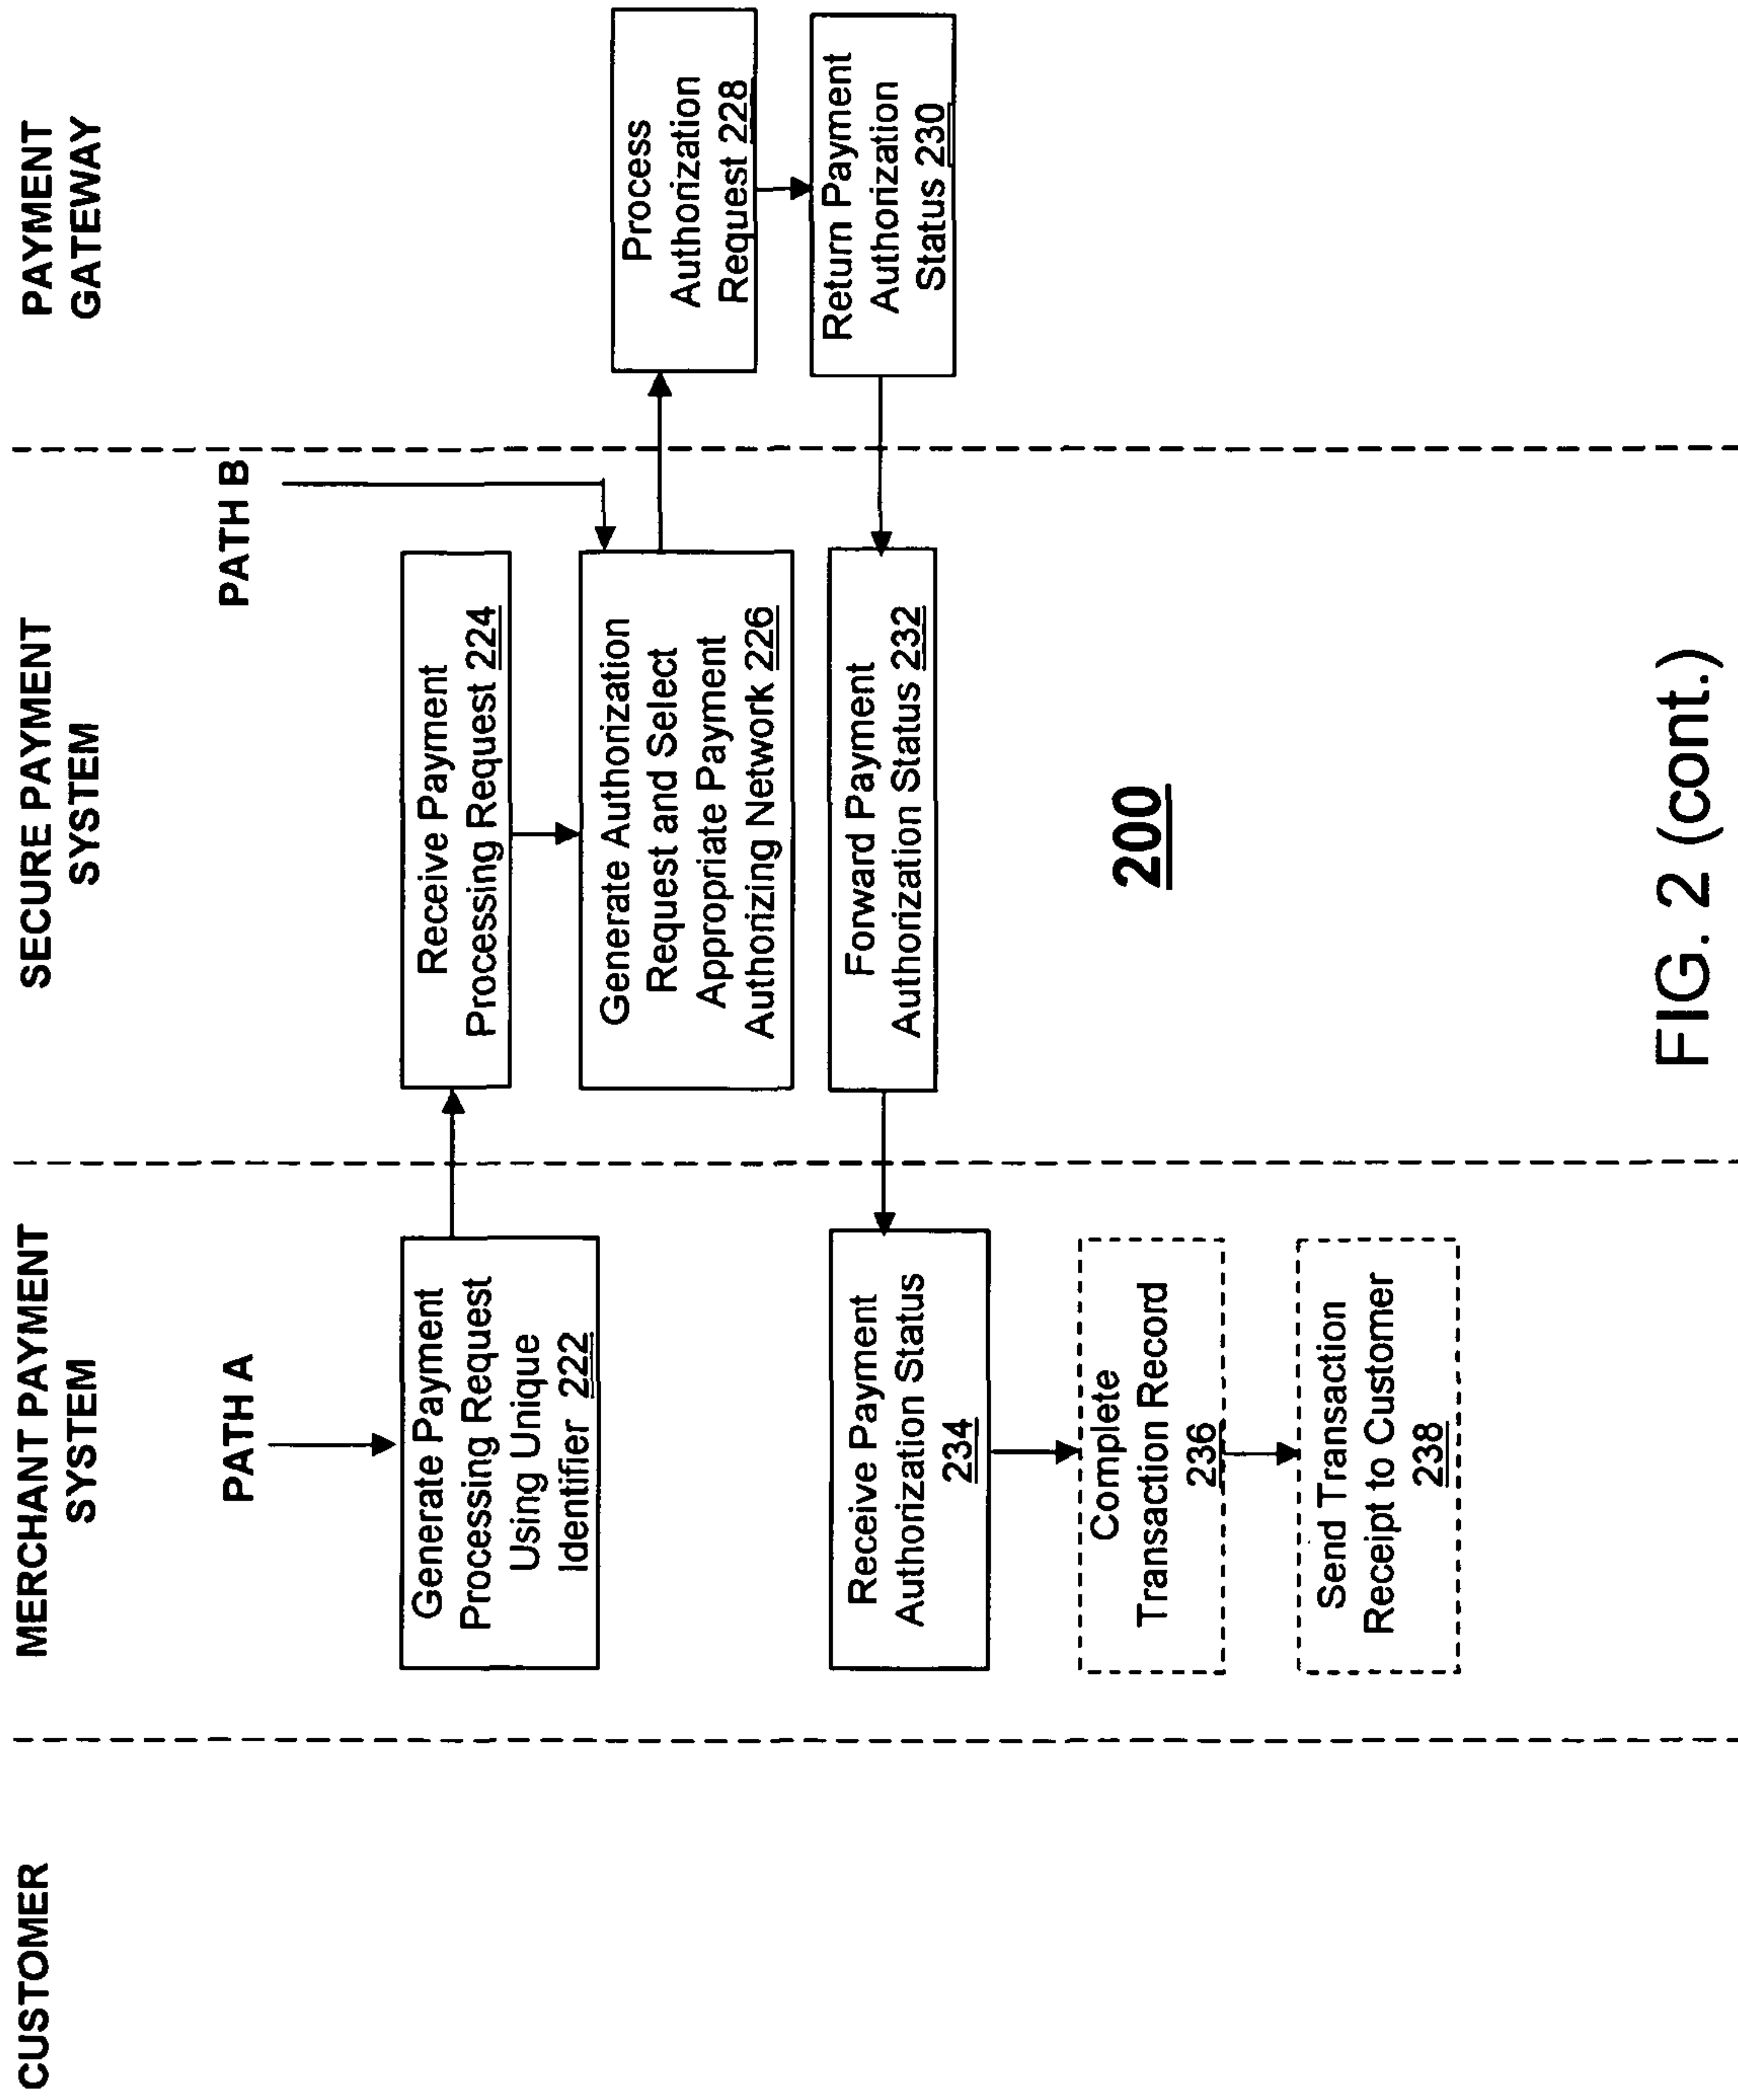 CUSTOMER
MERCHANT PAYMENT
SYSTEM
SECURE PAYMENT
SYSTEM
PAYMENT
GATEWAY
PATH A
PATH B
Generate Payment
Processing Request
Using Unique
Identifier 222
Receive Payment
Processing Request 224
Generate Authorization
Request and Select
Appropriate Payment
Authorizing Network 226
Process
Authorization
Request 228
Return Payment
Authorization
Status 230
Forward Payment
Authorization Status 232
Receive Payment
Authorization Status
234
Complete
Transaction Record
236
Send Transaction
Receipt to Customer
238
200
FIG. 2 (cont.)